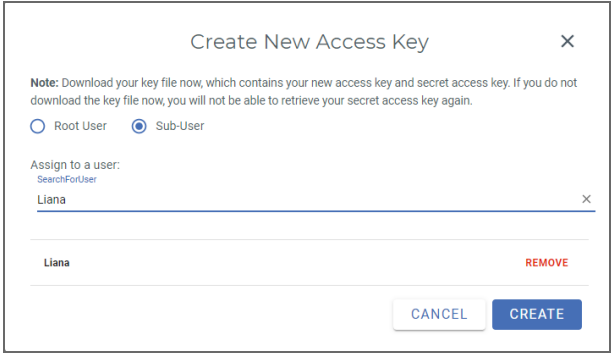 Create New Access Key
Note: Download your key file now, which contains your new access key and secret access key. If you do not
download the key file now, you will not be able to retrieve your secret access key again.
Root User Sub-User
Assign to a user:
SearchForUser
Liana
Liana REMOVE
CANCEL CREATE